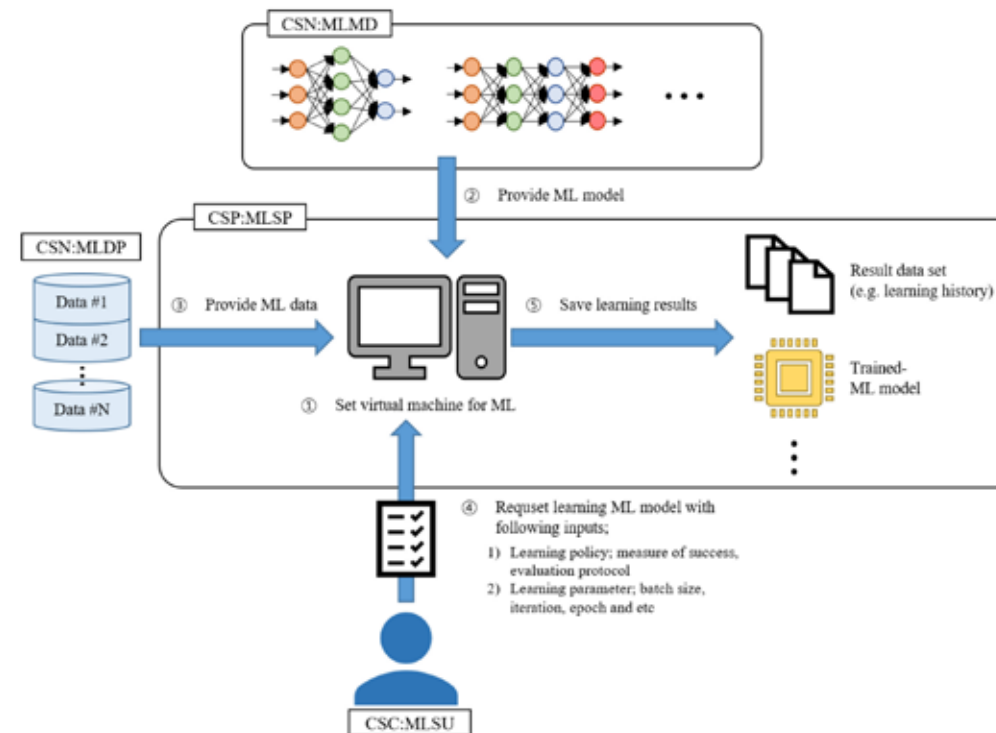 CSN:MLMD
② Provide ML model
CSP:MLSP
CSN:MLDP
Data #1
Data #2
Data #N
③ Provide ML data
⑤ Save learning results
Result data set
(e.g. learning history)
Trained-
ML model
① Set virtual machine for ML
④ Requset learning ML model with
following inputs;
1) Learning policy; measure of success,
evaluation protocol
2) Learning parameter; batch size,
iteration, epoch and etc
CSC:MLSU